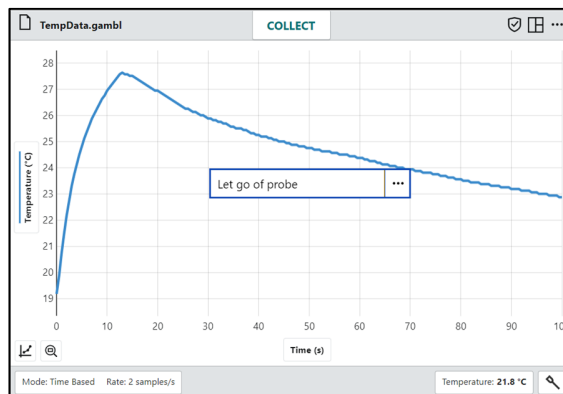 TempData.gambl
COLLECT
28
27
26
25
24
23
22
21
20
19
Temperature (°C)
Let go of probe
0 10 20 30 40 50 60 70 80 90 100
Time (s)
Mode: Time Based Rate: 2 samples/s
Temperature: 21.8 °C